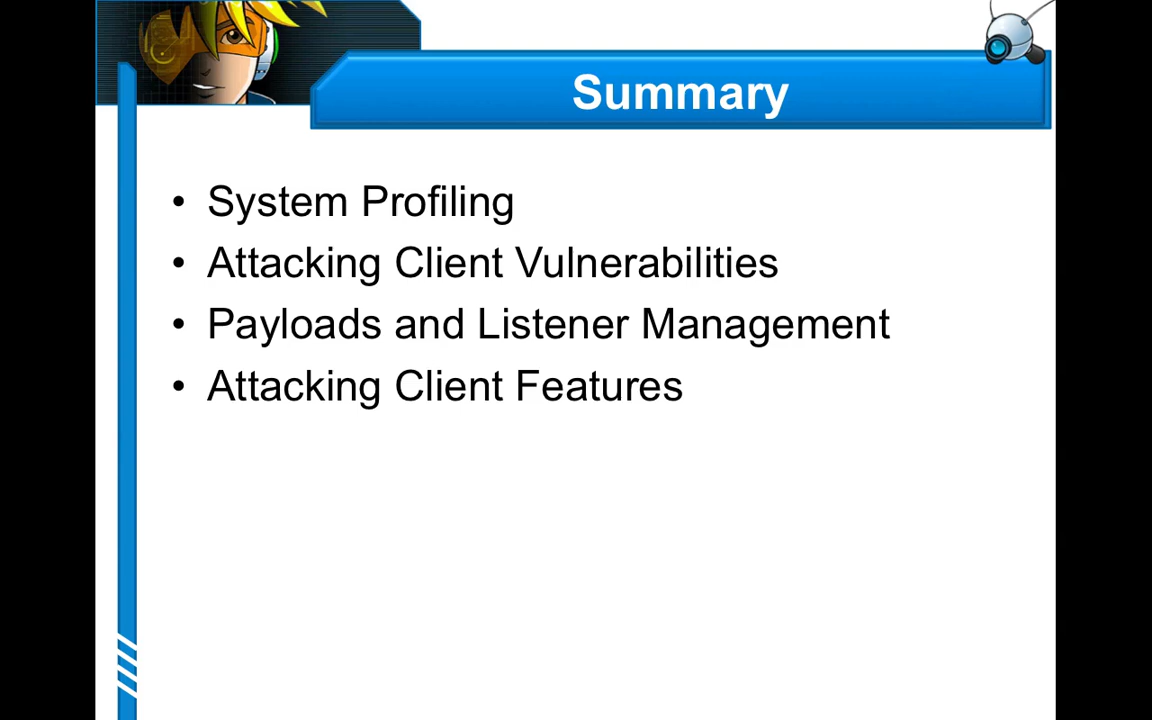 Summary
• System Profiling
• Attacking Client Vulnerabilities
• Payloads and Listener Management
• Attacking Client Features